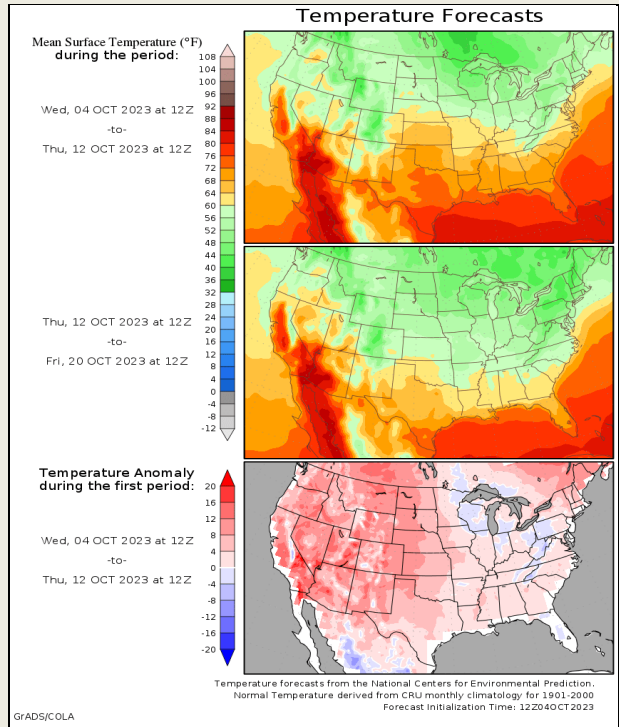 Temperature Forecasts
Mean Surface Temperature (°F)
during the period:
Wed, 04 OCT 2023 at 12Z
-to-
Thu, 12 OCT 2023 at 12Z
108
104
100
96
92
88
84
80
76
72
68
64
60
56
52
48
44
40
36
32
28
24
20
16
12
8
4
0
-4
-8
-12
Thu, 12 OCT 2023 at 12Z
-to-
Fri, 20 OCT 2023 at 12Z
Temperature Anomaly
during the first period:
Wed, 04 OCT 2023 at 12Z
-to-
Thu, 12 OCT 2023 at 12Z
20
16
12
8
4
0
-4
-8
-12
-16
-20
Temperature forecasts from the National Centers for Environmental Prediction.
Normal Temperature derived from CRU monthly climatology for 1901-2000
Forecast Initialization Time: 12Z04OCT2023
GrADS/COLA